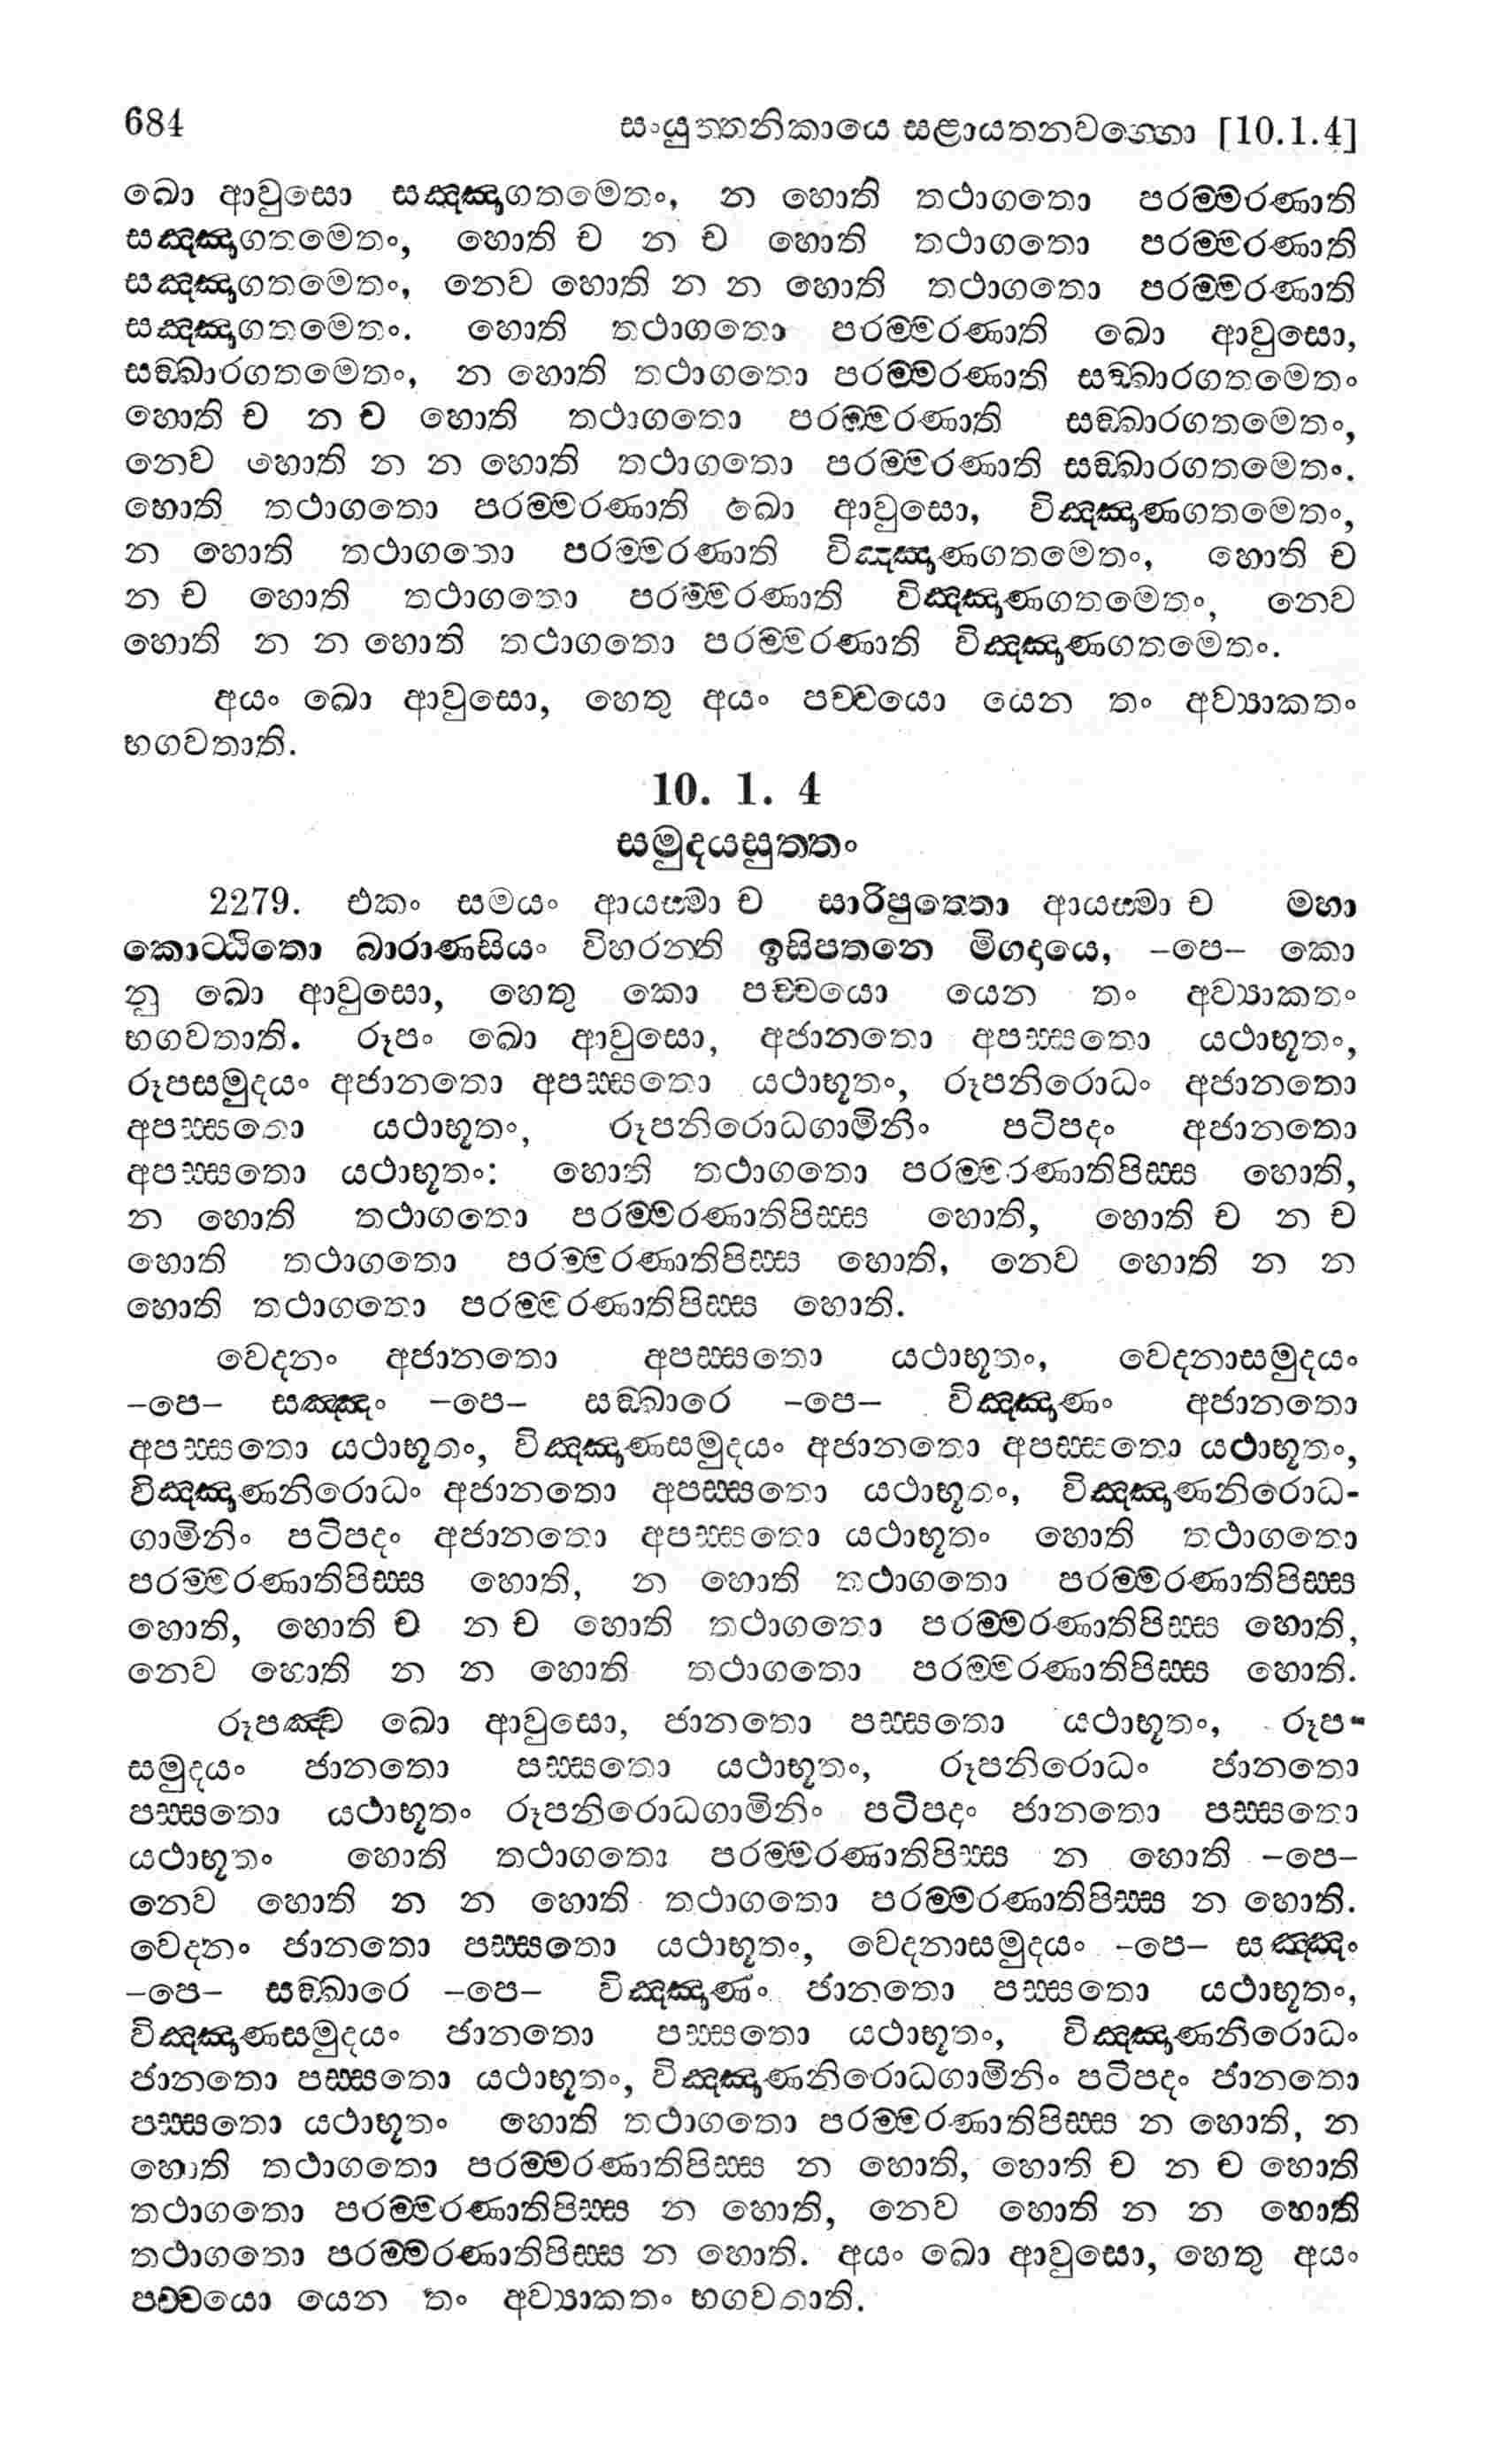 684 සංයුත්තනිකායෙ සළායතනවග්ගො [10.1.4]
ඛො ආවුසො සඤ්ඤාගතමෙතං, න හොති තථාගතො පරම්මරණාති
සඤ්ඤාගතමෙතං, හොති ච න ච හොති තථාගතො පරම්මරණාති
සඤ්ඤාගතමෙතං, නෙව හොති න න හොති තථාගතො පරම්මරණාති
සඤ්ඤාගතමෙතං. හොති තථාගතො පරම්මරණාති ඛො ආවුසො,
සඞ්ඛාරගතමෙතං, න හොති තථාගතො පරම්මරණාති සඞ්ඛාරගතමෙතං
හොති ච න ච හොති තථාගතො පරම්මරණාති සඞ්ඛාරගතමෙතං,
නෙව හොති න න හොති තථාගතො පරම්මරණාති සඞ්ඛාරගතමෙතං.
හොති තථාගතො පරම්මරණාති ඛො ආවුසො, විඤ්ඤාණගතමෙතං,
න හොති තථාගතො පරම්මරණාති විඤ්ඤාණගතමෙතං, හොති ච
න ච හොති තථාගතො පරම්මරණාති විඤ්ඤාණගතමෙතං, නෙව
හොති න න හොති තථාගතො පරම්මරණාති විඤ්ඤාණගතමෙතං.
අයං ඛො ආවුසො, හෙතු අයං පච්චයො යෙන තං අව්‍යාකතං
භගවතාති.
10. 1. 4
සමුදයසුත්තං
2279. එකං සමයං ආයස්මා ච සාරිපුත්තො ආයස්මා ච මහා
කොට්ඨිතො බාරාණසියං විහරන්ති ඉසිපතනෙ මිගදායෙ, –පෙ– කො
නු ඛො ආවුසො, හෙතු කො පච්චයො යෙන තං අව්‍යාකතං
භගවතාති. රූපං ඛො ආවුසො, අජානතො අපස්සතො යථාභූතං,
රූපසමුදයං අජානතො අපස්සතො යථාභූතං, රූපනිරොධං අජානතො
අපස්සතො යථාභූතං, රූපනිරොධගාමිනිං පටිපදං අජානතො
අපස්සතො යථාභූතං: හොති තථාගතො පරම්මරණාතිපිස්ස හොති,
න හොති තථාගතො පරම්මරණාතිපිස්ස හොති, හොති ච න ච
හොති තථාගතො පරම්මරණාතිපිස්ස හොති, නෙව හොති න න
හොති තථාගතො පරම්මරණාතිපිස්ස හොති.
වෙදනං අජානතො අපස්සතො යථාභූතං, වෙදනාසමුදයං
–පෙ– සඤ්ඤං –පෙ– සඞ්ඛාරෙ –පෙ– විඤ්ඤාණං අජානතො
අපස්සතො යථාභූතං, විඤ්ඤාණසමුදයං අජානතො අපස්සතො යථාභූතං,
විඤ්ඤාණනිරොධං අජානතො අපස්සතො යථාභූතං, විඤ්ඤාණනිරොධ-
ගාමිනිං පටිපදං අජානතො අපස්සතො යථාභූතං හොති තථාගතො
පරම්මරණාතිපිස්ස හොති, න හොති තථාගතො පරම්මරණාතිපිස්ස
හොති, හොති ච න ච හොති තථාගතො පරම්මරණාතිපිස්ස හොති,
නෙව හොති න න හොති තථාගතො පරම්මරණාතිපිස්ස හොති.
රූපඤ්ච ඛො ආවුසො, ජානතො පස්සතො යථාභූතං, රූප-
සමුදයං ජානතො පස්සතො යථාභූතං, රූපනිරොධං ජානතො
පස්සතො යථාභූතං රූපනිරොධගාමිනිං පටිපදං ජානතො පස්සතො
යථාභූතං හොති තථාගතො පරම්මරණාතිපිස්ස න හොති –පෙ–
නෙව හොති න න හොති තථාගතො පරම්මරණාතිපිස්ස න හොති.
වෙදනං ජානතො පස්සතො යථාභූතං, වෙදනාසමුදයං –පෙ– සඤ්ඤං
–පෙ– සඞ්ඛාරෙ –පෙ– විඤ්ඤාණං ජානතො පස්සතො යථාභූතං,
විඤ්ඤාණසමුදයං ජානතො පස්සතො යථාභූතං, විඤ්ඤාණනිරොධං
ජානතො පස්සතො යථාභූතං, විඤ්ඤාණනිරොධගාමිනිං පටිපදං ජානතො
පස්සතො යථාභූතං හොති තථාගතො පරම්මරණාතිපිස්ස න හොති, න
හොති තථාගතො පරම්මරණාතිපිස්ස න හොති, හොති ච න ච හොති
තථාගතො පරම්මරණාතිපිස්ස න හොති, නෙව හොති න න හොති
තථාගතො පරම්මරණාතිපිස්ස න හොති. අයං ඛො ආවුසො, හෙතු අයං
පච්චයො යෙන තං අව්‍යාකතං භගවතාති.